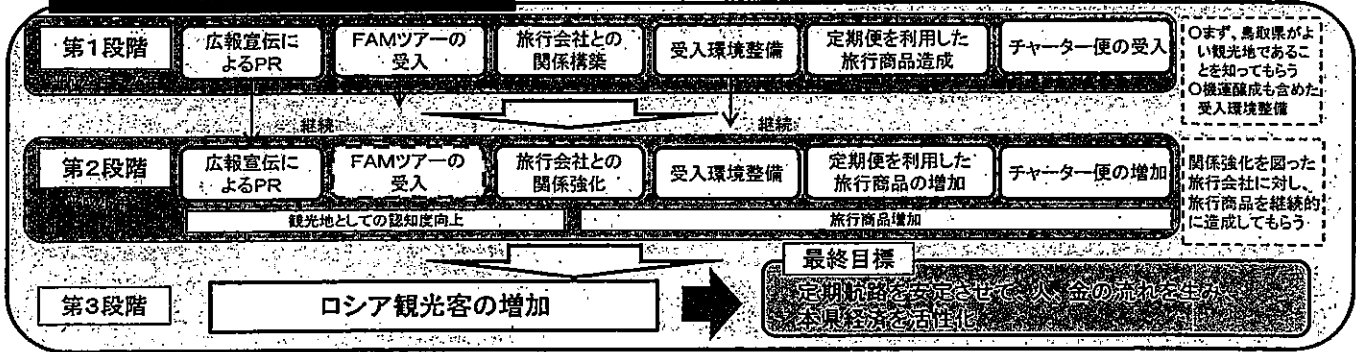 第1段階
広報宣伝に
よるPR
FAMツアーの
受入
旅行会社との
関係構築
受入環境整備
定期便を利用した
旅行商品造成
チャーター便の受入
○まず、鳥取県がよ
い観光地であるこ
とを知ってもらう
○機運醸成も含めた
受入環境整備
継続
継続
第2段階
広報宣伝に
よるPR
FAMツアーの
受入
旅行会社との
関係強化
受入環境整備
定期便を利用した
旅行商品の増加
チャーター便の増加
関係強化を図った
旅行会社に対し、
旅行商品を継続的
に造成してもらう
観光地としての認知度向上
旅行商品増加
第3段階
ロシア観光客の増加
最終目標
定期航路を安定させて、人、金の流れを生み、
本県経済を活性化